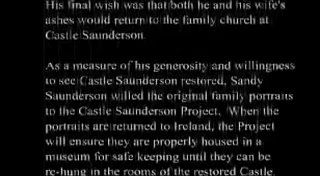 His final wish was that both he and his wife's
ashes would return to the family church at
Castle Saunderson.
As a measure of his generosity and willingness
to see Castle Saunderson restored, Sandy
Saunderson willed the original family portraits
to the Castle Saunderson Project. When the
portraits are returned to Ireland, the Project
will ensure they are properly housed in a
museum for safe keeping until they can be
re-hung in the rooms of the restored Castle.